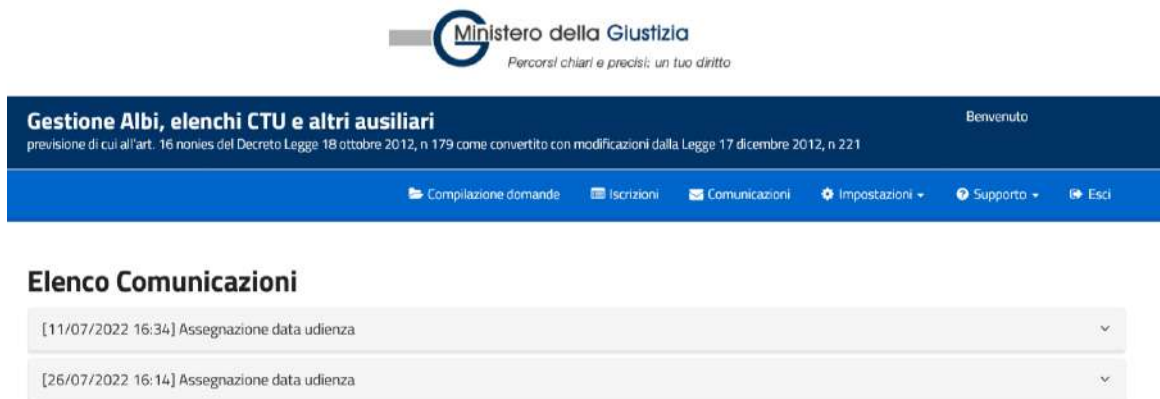 Ministero della Giustizia
Percorsi chiari e precisi: un tuo diritto
Gestione Albi, elenchi CTU e altri ausiliari
Benvenuto
previsione di cui all'art. 16 nonies del Decreto Legge 18 ottobre 2012, n 179 come convertito con modificazioni dalla Legge 17 dicembre 2012, n 221
Compilazione domande Iscrizioni Comunicazioni Impostazioni Supporto Esci
Elenco Comunicazioni
[11/07/2022 16:34] Assegnazione data udienza
[26/07/2022 16:14] Assegnazione data udienza